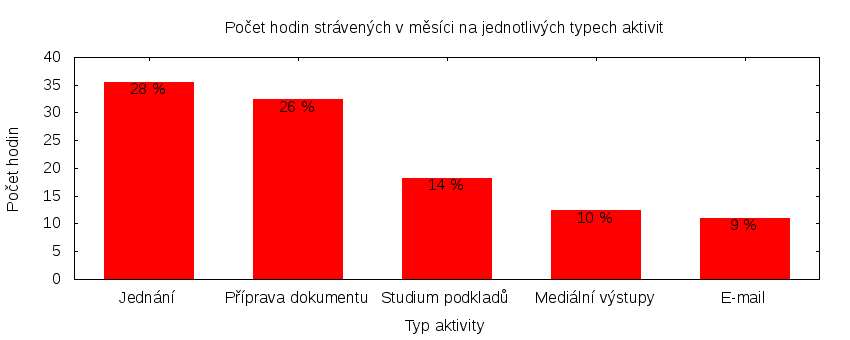 Počet hodin strávených v měsíci na jednotlivých typech aktivit
Počet hodin
40
35
30
25
20
15
10
5
0
28 %
26 %
14 %
10 %
9 %
Jednání
Příprava dokumentu
Studium podkladů
Mediální výstupy
E-mail
Typ aktivity